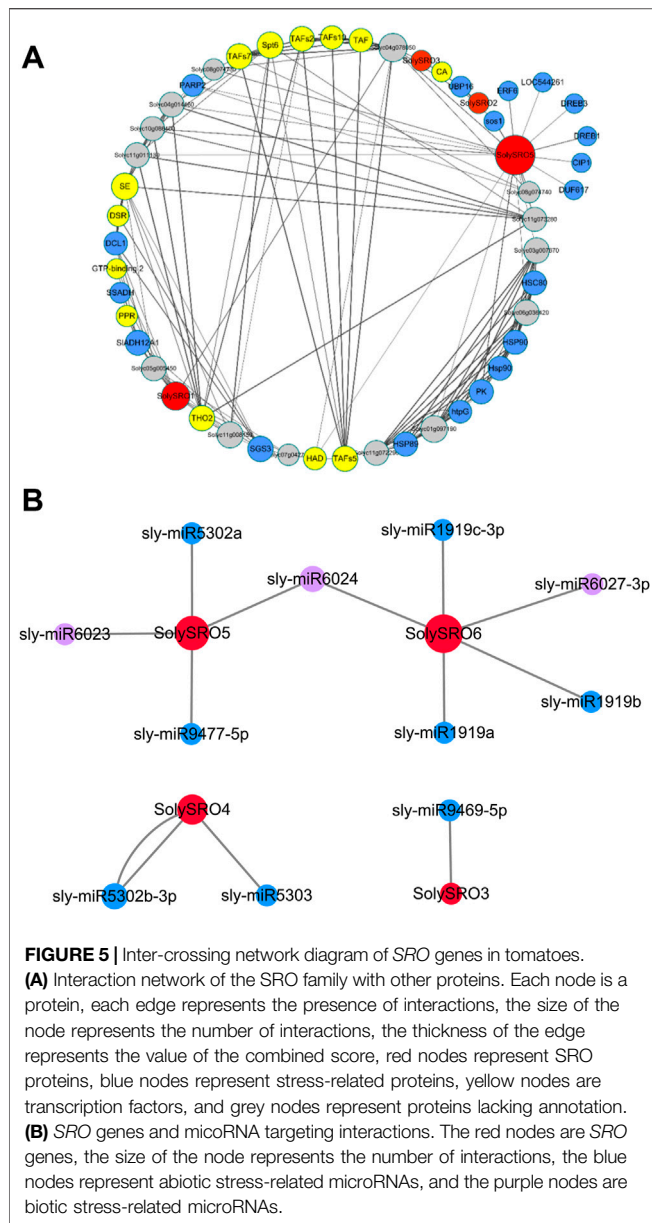 A
TAFs7
Spt6
TAFs2
TAFs10
TAF
Solyc04g078050
SolySRO3
CA
UBP16
SolySRO2
sos1
ERF6
LOC544261
DREB3
DREB1
CIP1
DUF617
SolySRO5
Solyc11g073260
HSC80
HSP90
Hsp90
PK
htpG
Solyc01g097190
HSP89
TAFs5
HAD
SGS3
THO2
SolySRO1
Solyc05g005450
SlADH12A1
PPR
SSADH
GTP-binding 2
DCL1
DSR
SE
PARP2
B
sly-miR5302a
sly-miR1919c-3p
sly-miR6024
sly-miR6027-3p
sly-miR6023
SolySRO5
SolySRO6
sly-miR1919b
sly-miR9477-5p
sly-miR1919a
SolySRO4
sly-miR9469-5p
sly-miR5302b-3p
sly-miR5303
SolySRO3
FIGURE 5 | Inter-crossing network diagram of SRO genes in tomatoes.
(A) Interaction network of the SRO family with other proteins. Each node is a
protein, each edge represents the presence of interactions, the size of the
node represents the number of interactions, the thickness of the edge
represents the value of the combined score, red nodes represent SRO
proteins, blue nodes represent stress-related proteins, yellow nodes are
transcription factors, and grey nodes represent proteins lacking annotation.
(B) SRO genes and micoRNA targeting interactions. The red nodes are SRO
genes, the size of the node represents the number of interactions, the blue
nodes represent abiotic stress-related microRNAs, and the purple nodes are
biotic stress-related microRNAs.